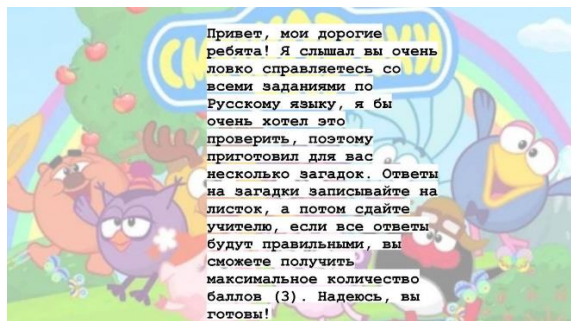 Привет, мои дорогие
ребята! Я слышал вы очень
ловко справляетесь со
всеми заданиями по
Русскому языку, я бы
очень хотел это
проверить, поэтому
приготовил для вас
несколько загадок. Ответы
на загадки записывайте на
листок, а потом сдайте
учителю, если все ответы
будут правильными, вы
сможете получить
максимальное количество
баллов (3). Надеюсь, вы
готовы!